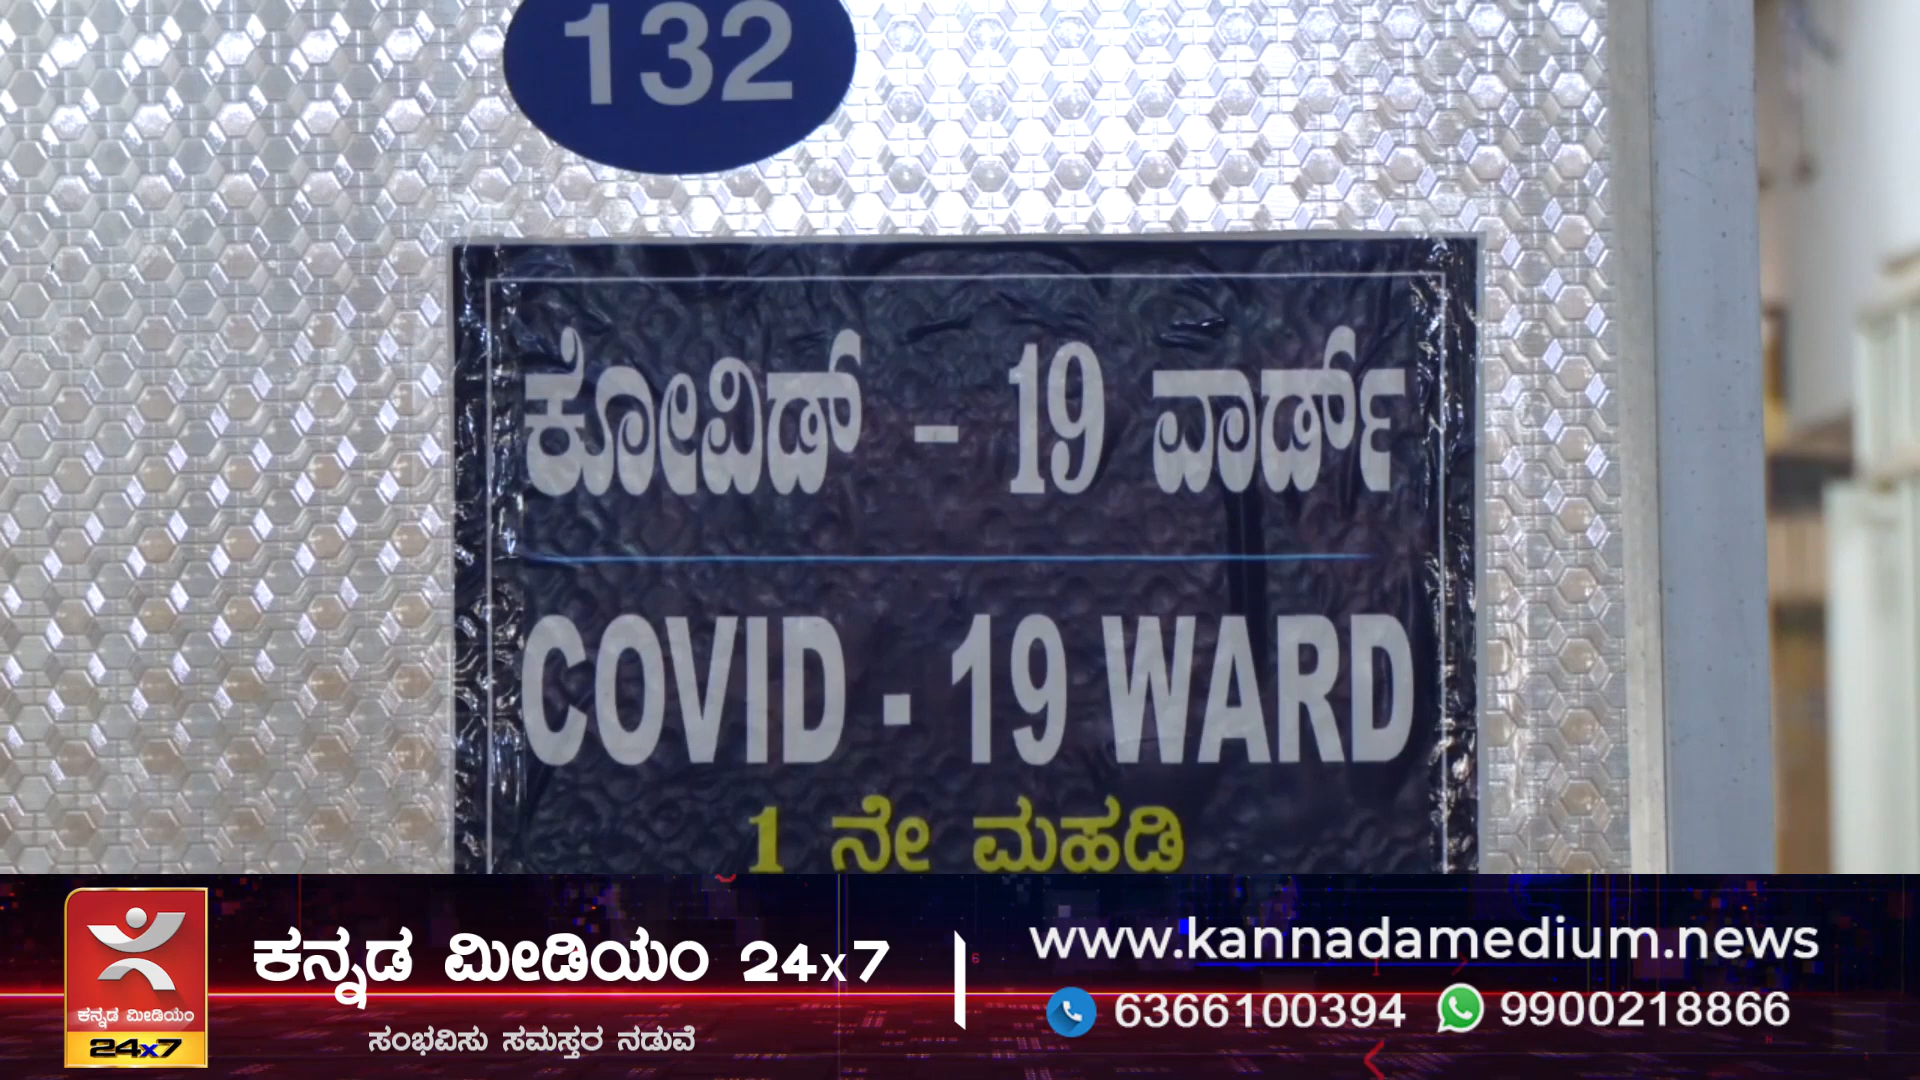 132
ಕೋವಿಡ್ - 19 ವಾರ್ಡ್
COVID - 19 WARD
1 ನೇ ಮಹಡಿ
ಕನ್ನಡ ಮೀಡಿಯಂ 24x7
ಸಂಭವಿಸು ಸಮಸ್ತರ ನಡುವೆ
www.kannadamedium.news
6366100394 9900218866
ಕನ್ನಡ ಮೀಡಿಯಂ
24x7